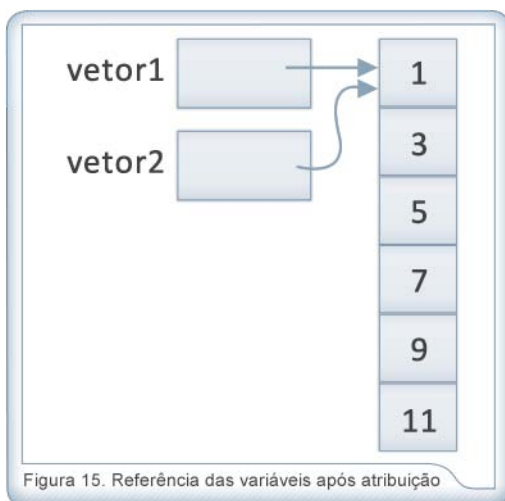 vetor1
1
vetor2
3
5
7
9
11
Figura 15. Referência das variáveis após atribuição